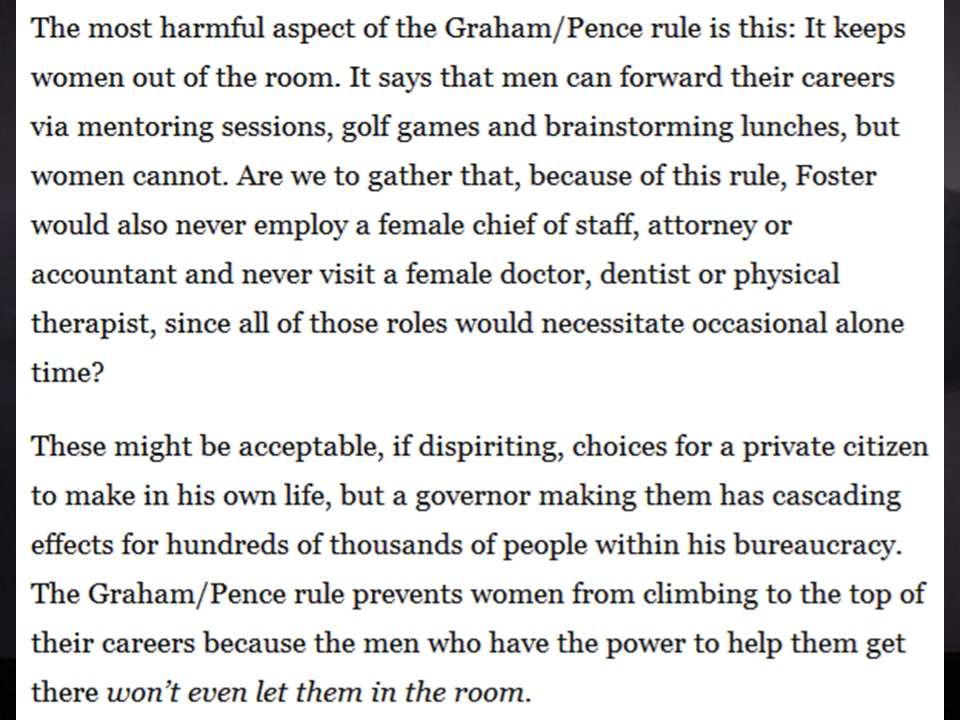 The most harmful aspect of the Graham/Pence rule is this: It keeps
women out of the room. It says that men can forward their careers
via mentoring sessions, golf games and brainstorming lunches, but
women cannot. Are we to gather that, because of this rule, Foster
would also never employ a female chief of staff, attorney or
accountant and never visit a female doctor, dentist or physical
therapist, since all of those roles would necessitate occasional alone
time?
These might be acceptable, if dispiriting, choices for a private citizen
to make in his own life, but a governor making them has cascading
effects for hundreds of thousands of people within his bureaucracy.
The Graham/Pence rule prevents women from climbing to the top of
their careers because the men who have the power to help them get
there won’t even let them in the room.